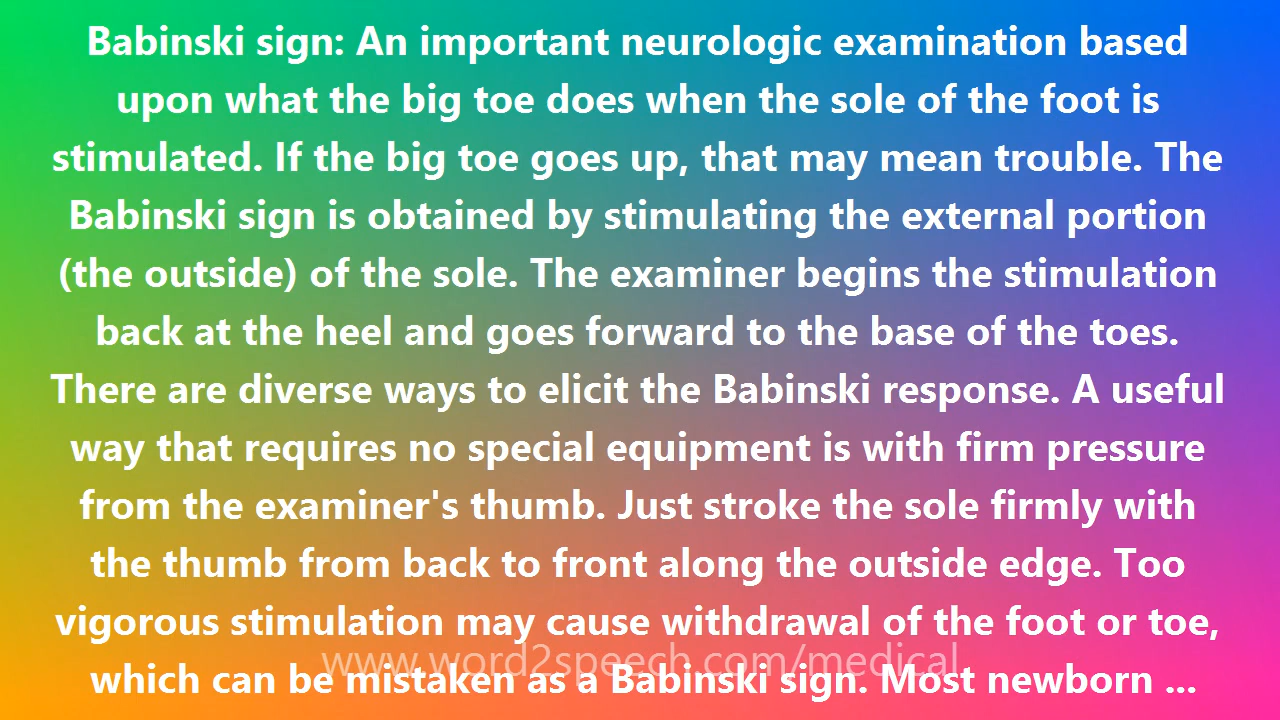 Babinski sign: An important neurologic examination based
upon what the big toe does when the sole of the foot is
stimulated. If the big toe goes up, that may mean trouble. The
Babinski sign is obtained by stimulating the external portion
(the outside) of the sole. The examiner begins the stimulation
back at the heel and goes forward to the base of the toes.
There are diverse ways to elicit the Babinski response. A useful
way that requires no special equipment is with firm pressure
from the examiner's thumb. Just stroke the sole firmly with
the thumb from back to front along the outside edge. Too
vigorous stimulation may cause withdrawal of the foot or toe,
www.word2speech.com/medical
which can be mistaken as a Babinski sign. Most newborn ...